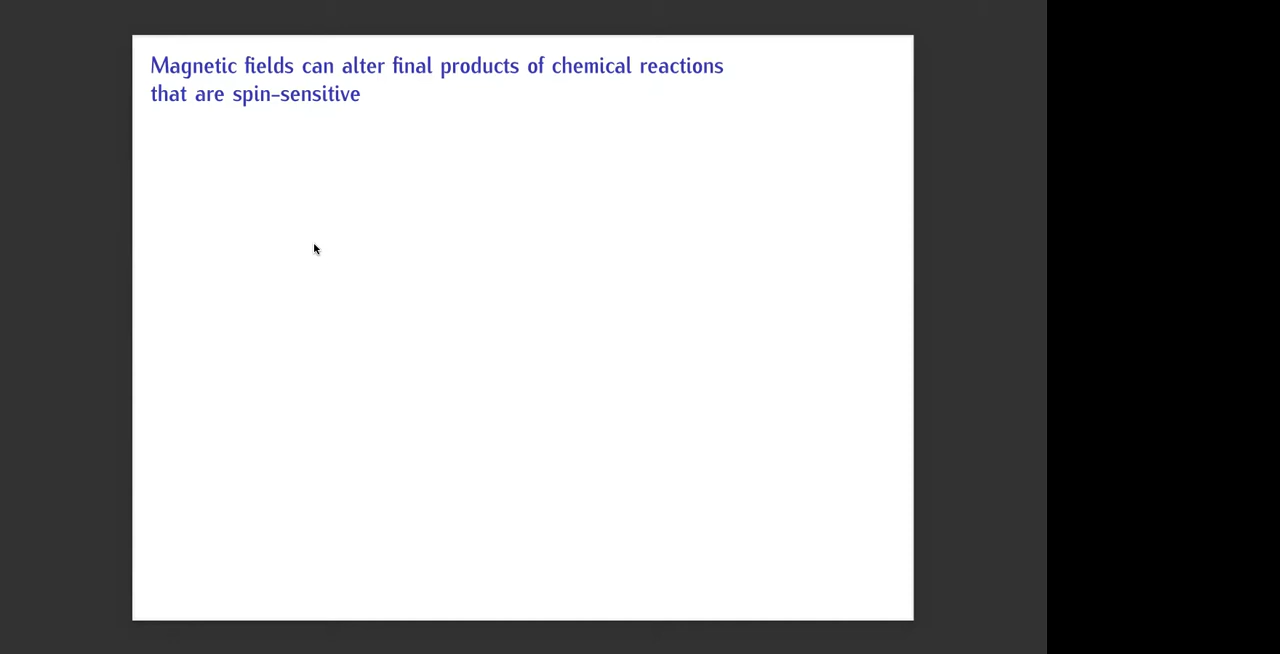 Magnetic fields can alter final products of chemical reactions
that are spin-sensitive